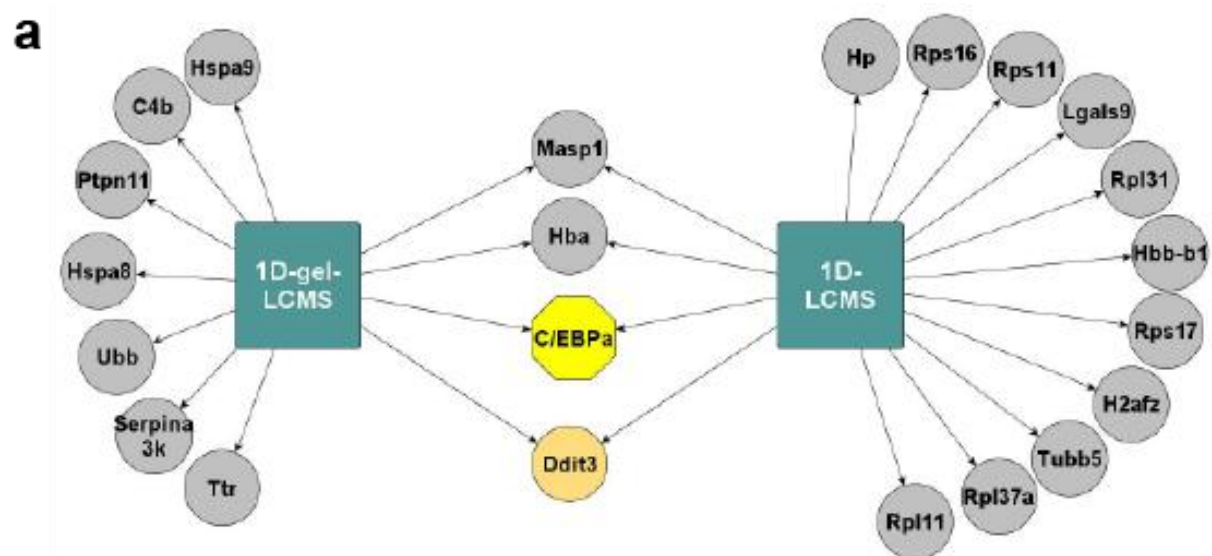 a
Hspa9
C4b
Ptpn11
Hspa8
Ubb
Serpina
3k
Ttr
1D-gel-
LCMS
Masp1
Hba
C/EBPa
Ddit3
1D-
LCMS
Hp
Rps16
Rps11
Lgals9
Rpl31
Hbb-b1
Rps17
H2afz
Tubb5
Rpl37a
Rpl11